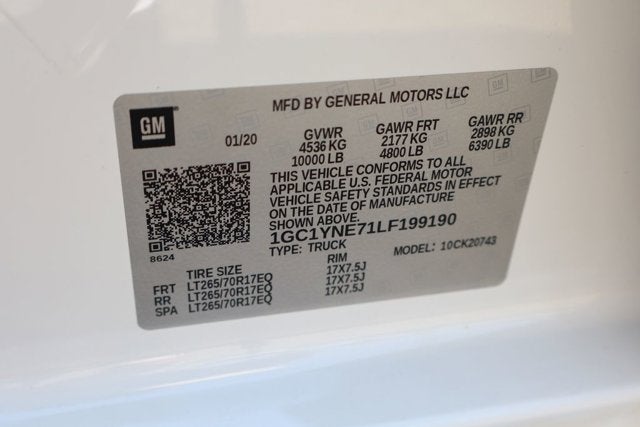 MFD BY GENERAL MOTORS LLC
GM
01/20
GVWR GAWR FRT GAWR RR
4536 KG 2177 KG 2898 KG
10000 LB 4800 LB 6390 LB
THIS VEHICLE CONFORMS TO ALL
APPLICABLE U.S. FEDERAL MOTOR
VEHICLE SAFETY STANDARDS IN EFFECT
ON THE DATE OF MANUFACTURE
SHOWN ABOVE.
1GC1YNE71LF199190
8624
TYPE: TRUCK MODEL: 10CK20743
TIRE SIZE RIM
FRT LT265/70R17EQ 17X7.5J
RR LT265/70R17EQ 17X7.5J
SPA LT265/70R17EQ 17X7.5J